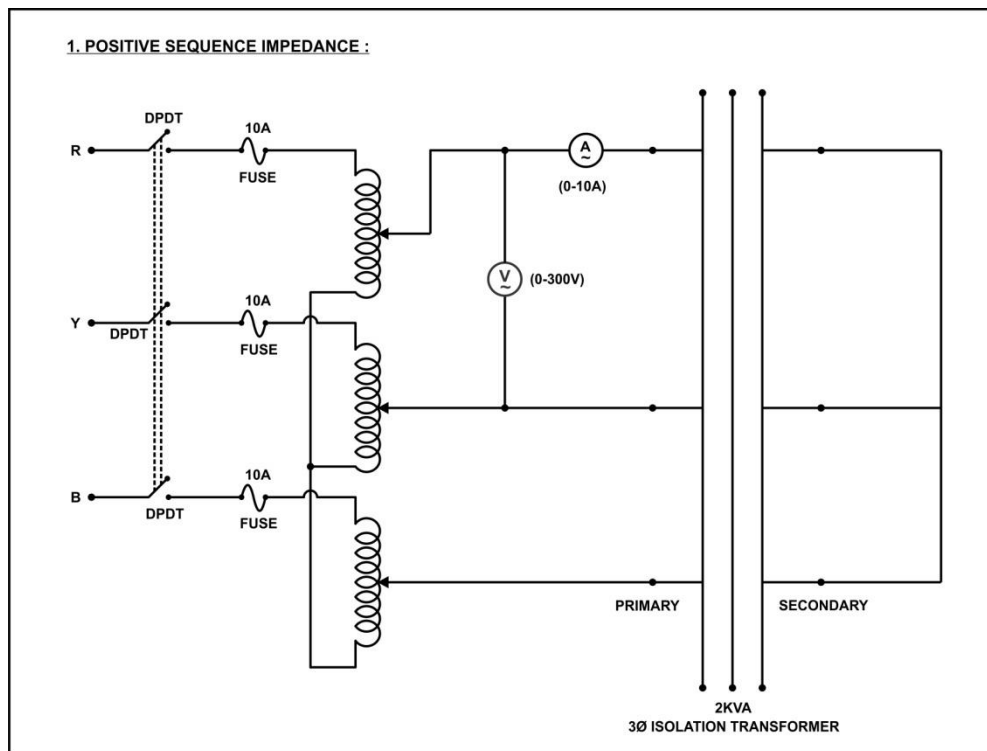 1. POSITIVE SEQUENCE IMPEDANCE :
DPDT
10A
R
FUSE
A
~
(0-10A)
V
~
(0-300V)
10A
Y
DPDT
FUSE
10A
B
DPDT
FUSE
PRIMARY
SECONDARY
2KVA
3Ø ISOLATION TRANSFORMER